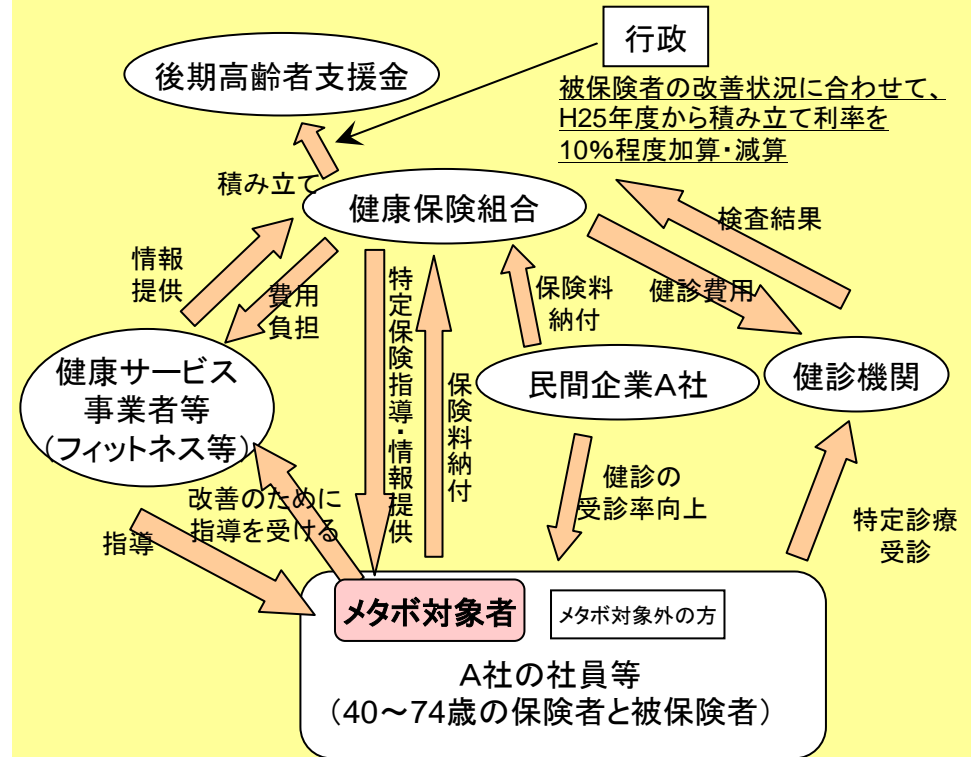 行政
後期高齢者支援金
被保険者の改善状況に合わせて、
H25年度から積み立て利率を
10%程度加算・減算
積み立て
健康保険組合
検査結果
情報
提供
費用
負担
特定保険指導・情報提供
保険料納付
保険料
納付
健診費用
健康サービス
事業者等
(フィットネス等)
民間企業A社
健診機関
改善のために
指導を受ける
指導
健診の
受診率向上
特定診療
受診
メタボ対象者
メタボ対象外の方
A社の社員等
(40～74歳の保険者と被保険者)